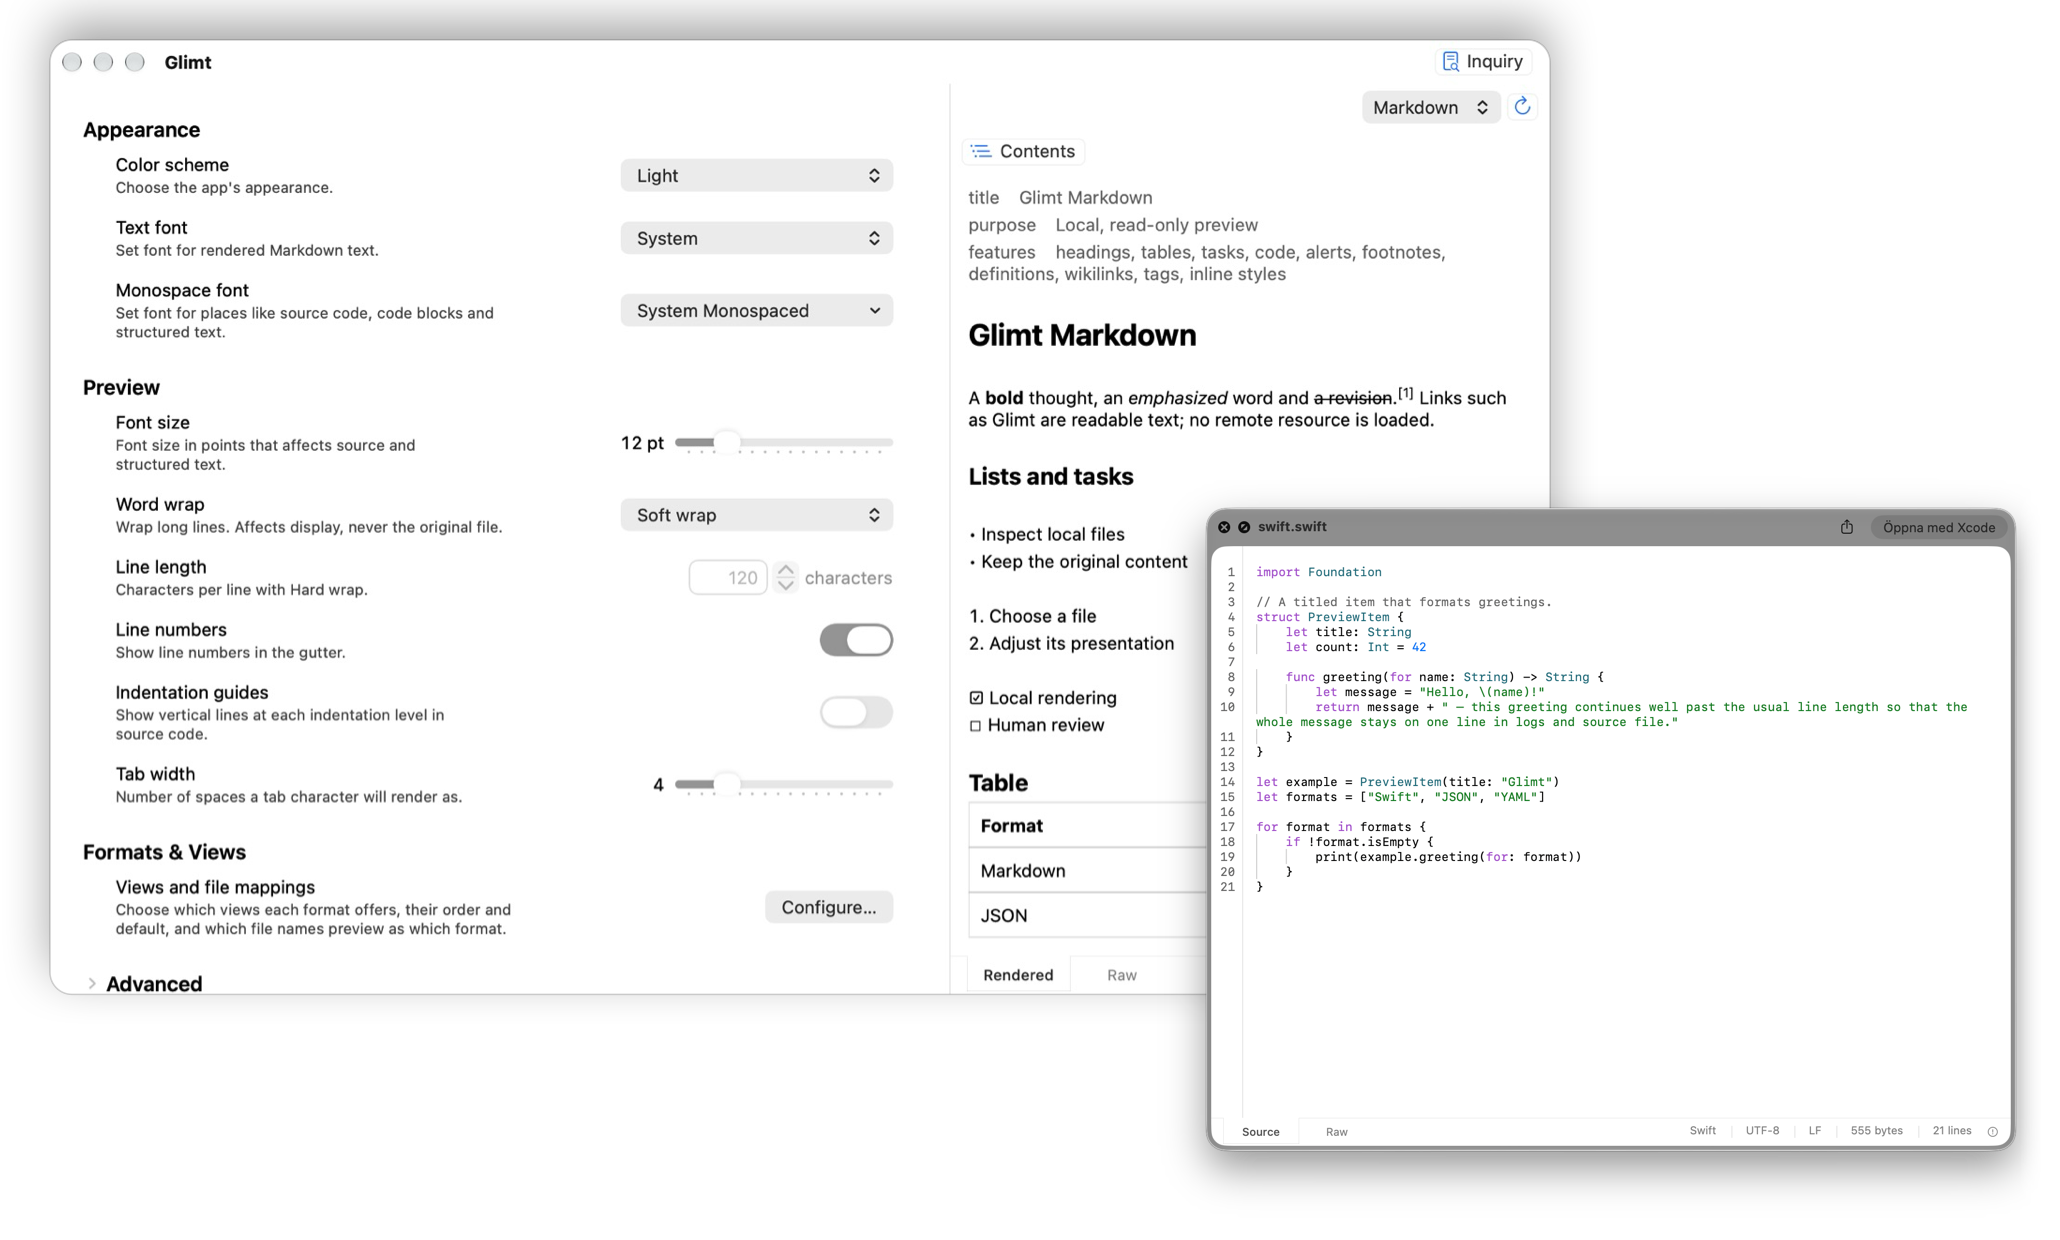 Glimt
Inquiry
Appearance
Color scheme
Choose the app's appearance.
Light
Text font
Set font for rendered Markdown text.
System
Monospace font
Set font for places like source code, code blocks and
structured text.
System Monospaced
Preview
Font size
Font size in points that affects source and
structured text.
12 pt
Word wrap
Wrap long lines. Affects display, never the original file.
Soft wrap
Line length
Characters per line with Hard wrap.
120 characters
Line numbers
Show line numbers in the gutter.
Indentation guides
Show vertical lines at each indentation level in
source code.
Tab width
Number of spaces a tab character will render as.
4
Formats & Views
Views and file mappings
Choose which views each format offers, their order and
default, and which file names preview as which format.
Configure...
Advanced
Markdown
Contents
title Glimt Markdown
purpose Local, read-only preview
features headings, tables, tasks, code, alerts, footnotes,
definitions, wikilinks, tags, inline styles
Glimt Markdown
A bold thought, an emphasized word and a revision.[1] Links such
as Glimt are readable text; no remote resource is loaded.
Lists and tasks
• Inspect local files
• Keep the original content
1. Choose a file
2. Adjust its presentation
☑ Local rendering
☐ Human review
Table
Format
Markdown
JSON
Rendered Raw
swift.swift
Öppna med Xcode
1 import Foundation
2
3 // A titled item that formats greetings.
4 struct PreviewItem {
5     let title: String
6     let count: Int = 42
7
8     func greeting(for name: String) -> String {
9         let message = "Hello, \(name)!"
10         return message + " — this greeting continues well past the usual line length so that the
whole message stays on one line in logs and source file."
11     }
12 }
13
14 let example = PreviewItem(title: "Glimt")
15 let formats = ["Swift", "JSON", "YAML"]
16
17 for format in formats {
18     if !format.isEmpty {
19         print(example.greeting(for: format))
20     }
21 }
Source Raw
Swift UTF-8 LF 555 bytes 21 lines